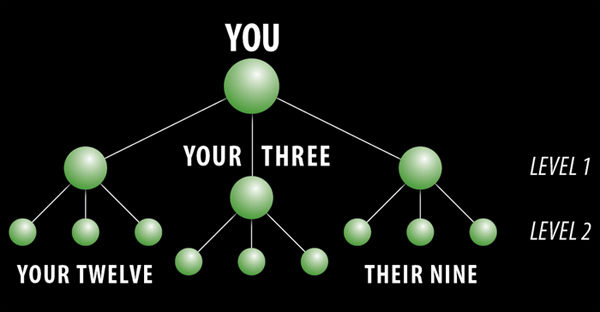 YOU
YOUR THREE
LEVEL 1
LEVEL 2
YOUR TWELVE
THEIR NINE